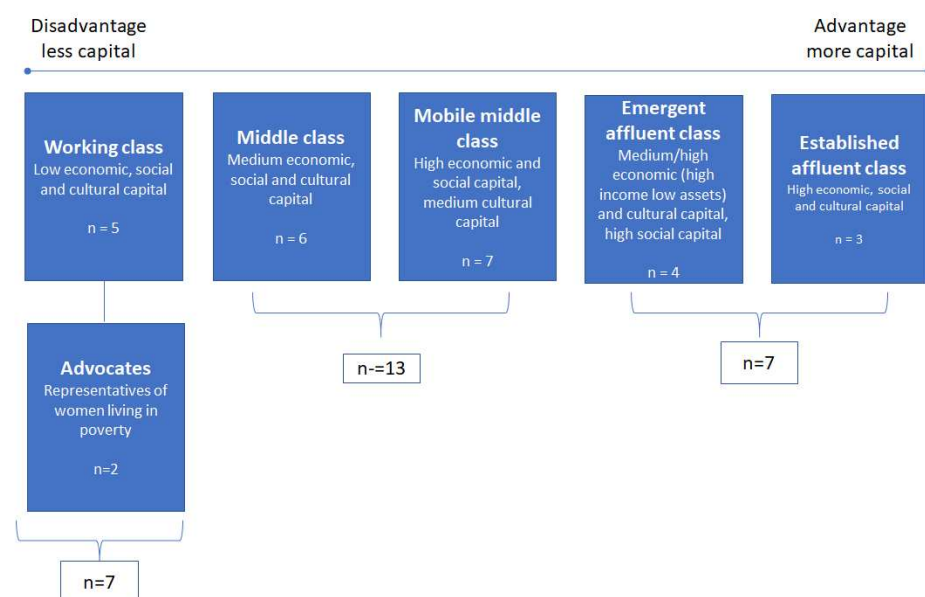 Disadvantage
less capital
Advantage
more capital
Working class
Low economic, social
and cultural capital
n = 5
Middle class
Medium economic,
social and cultural
capital
n = 6
Mobile middle
class
High economic and
social capital,
medium cultural
capital
n = 7
Emergent
affluent class
Medium/high
economic (high
income low assets)
and cultural capital,
high social capital
n = 4
Established
affluent class
High economic, social
and cultural capital
n = 3
Advocates
Representatives of
women living in
poverty
n=2
n-=13
n=7
n=7